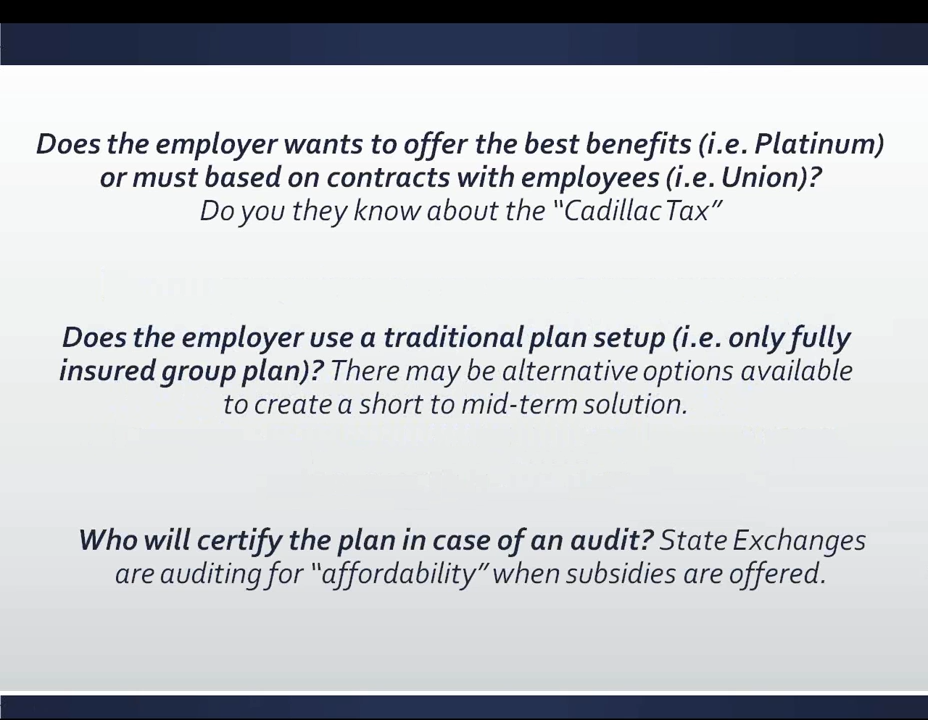 Does the employer wants to offer the best benefits (i.e. Platinum)
or must based on contracts with employees (i.e. Union)?
Do you they know about the “Cadillac Tax”
Does the employer use a traditional plan setup (i.e. only fully
insured group plan)? There may be alternative options available
to create a short to mid-term solution.
Who will certify the plan in case of an audit? State Exchanges
are auditing for “affordability” when subsidies are offered.